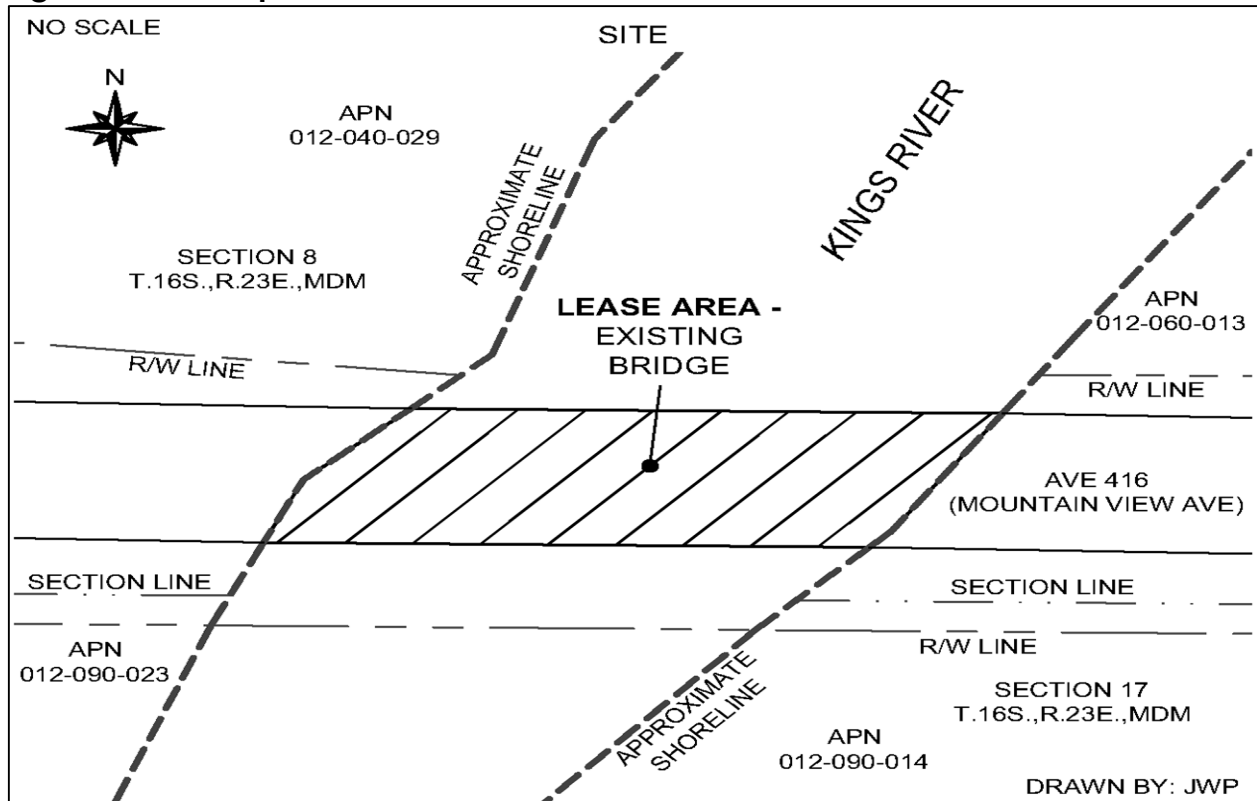 NO SCALE
SITE
N
APN
012-040-029
APPROXIMATE
SHORELINE
KINGS RIVER
SECTION 8
T.16S.,R.23E.,MDM
LEASE AREA -
EXISTING
BRIDGE
APN
012-060-013
R/W LINE
R/W LINE
AVE 416
(MOUNTAIN VIEW AVE)
SECTION LINE
SECTION LINE
R/W LINE
APN
012-090-023
APPROXIMATE
SHORELINE
SECTION 17
T.16S.,R.23E.,MDM
APN
012-090-014
DRAWN BY: JWP